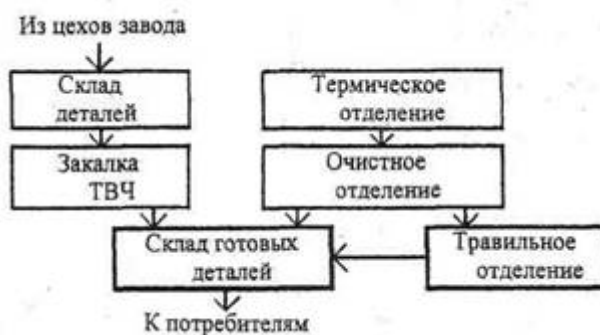 Из цехов завода
Склад
деталей
Термическое
отделение
Закалка
ТВЧ
Очистное
отделение
Склад готовых
деталей
Травильное
отделение
К потребителям